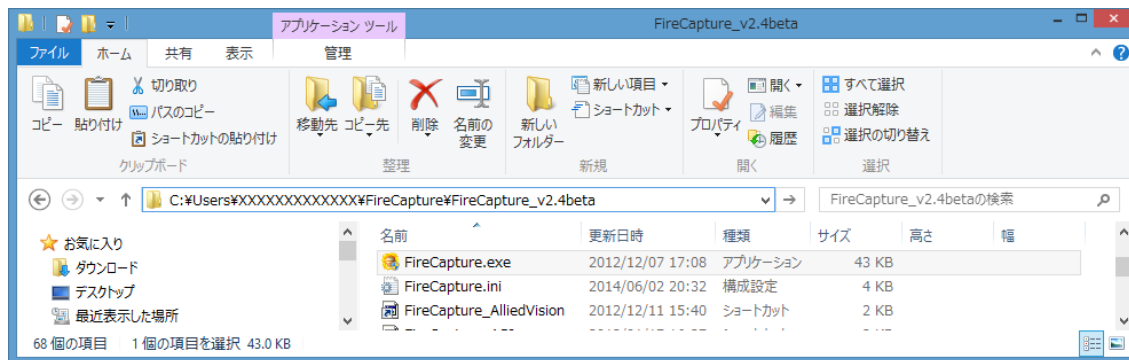 アプリケーション ツール
FireCapture_v2.4beta
ファイル ホーム 共有 表示 管理
コピー
貼り付け
切り取り
パスのコピー
ショートカットの貼り付け
クリップボード
移動先 コピー先 削除 名前の変更
整理
新しいフォルダー
新しい項目
ショートカット
新規
プロパティ
開く
編集
履歴
開く
すべて選択
選択解除
選択の切り替え
選択
C:¥Users¥XXXXXXXXXXXXX¥FireCapture¥FireCapture_v2.4beta
FireCapture_v2.4betaの検索
お気に入り
ダウンロード
デスクトップ
最近表示した場所
名前 更新日時 種類 サイズ 高さ 幅
FireCapture.exe 2012/12/07 17:08 アプリケーション 43 KB
FireCapture.ini 2014/06/02 20:32 構成設定 4 KB
FireCapture_AlliedVision 2012/12/11 15:40 ショートカット 2 KB
68 個の項目 1 個の項目を選択 43.0 KB